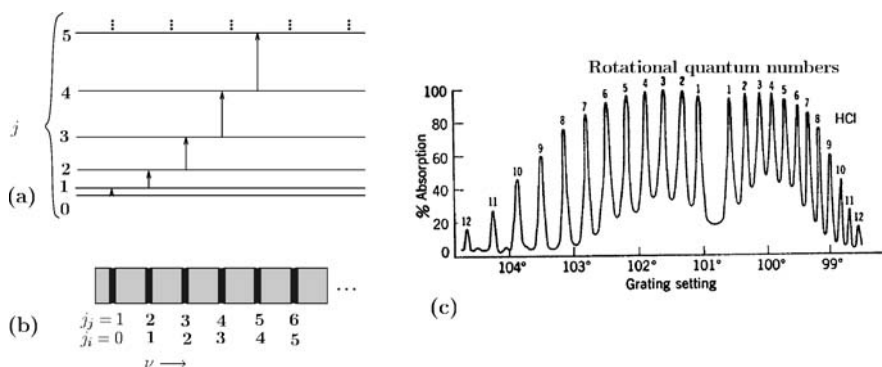 5
4
j
3
2
(a)
1
0
(b)
j_j = 1 2 3 4 5 6
j_i = 0 1 2 3 4 5
ν →
...
Rotational quantum numbers
HCl
% Absorption
100
80
60
40
20
0
12 11 10 9 8 7 6 5 4 3 2 1 1 2 3 4 5 6 7 8 9 10 11 12
104° 103° 102° 101° 100° 99°
Grating setting
(c)